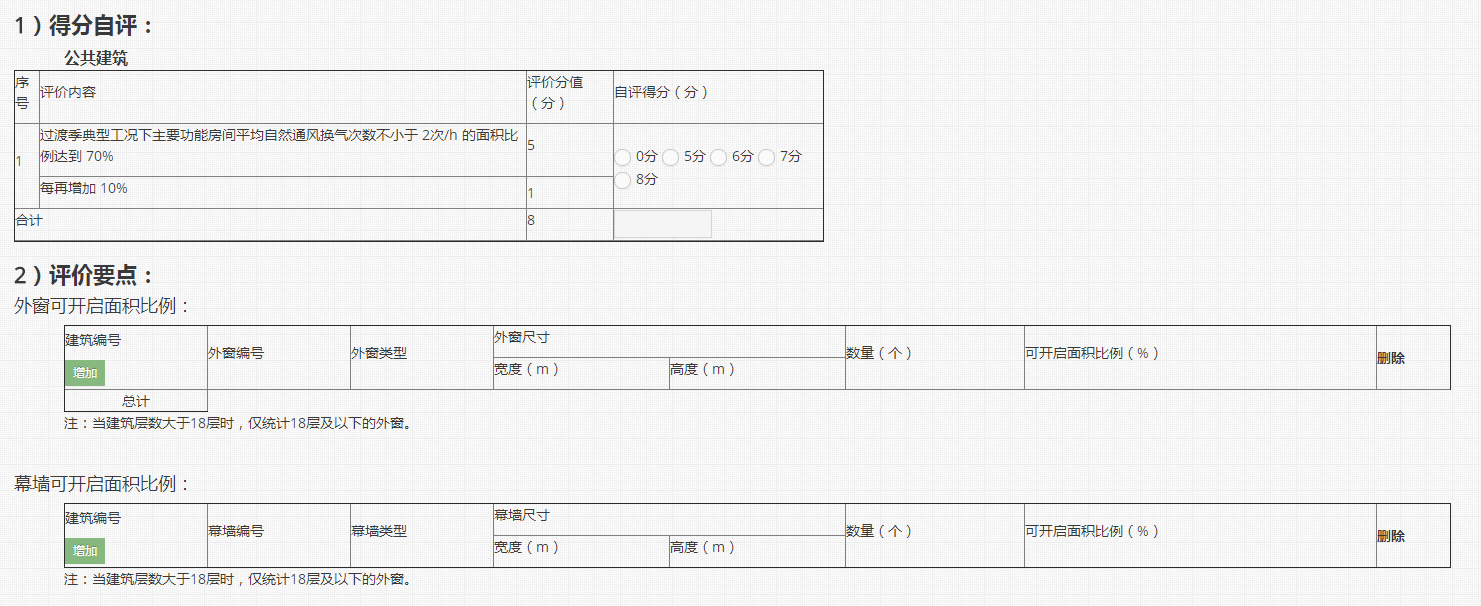 1）得分自评：
公共建筑
序号 评价内容 评价分值（分） 自评得分（分）
1 过渡季典型工况下主要功能房间平均自然通风换气次数不小于 2次/h 的面积比例达到 70% 5 0分 5分 6分 7分 8分
每再增加 10% 1
合计 8
2）评价要点：
外窗可开启面积比例：
建筑编号 增加 外窗编号 外窗类型 外窗尺寸 数量（个） 可开启面积比例（%） 删除
宽度（m） 高度（m）
总计
注：当建筑层数大于18层时，仅统计18层及以下的外窗。
幕墙可开启面积比例：
建筑编号 增加 幕墙编号 幕墙类型 幕墙尺寸 数量（个） 可开启面积比例（%） 删除
宽度（m） 高度（m）
注：当建筑层数大于18层时，仅统计18层及以下的外窗。